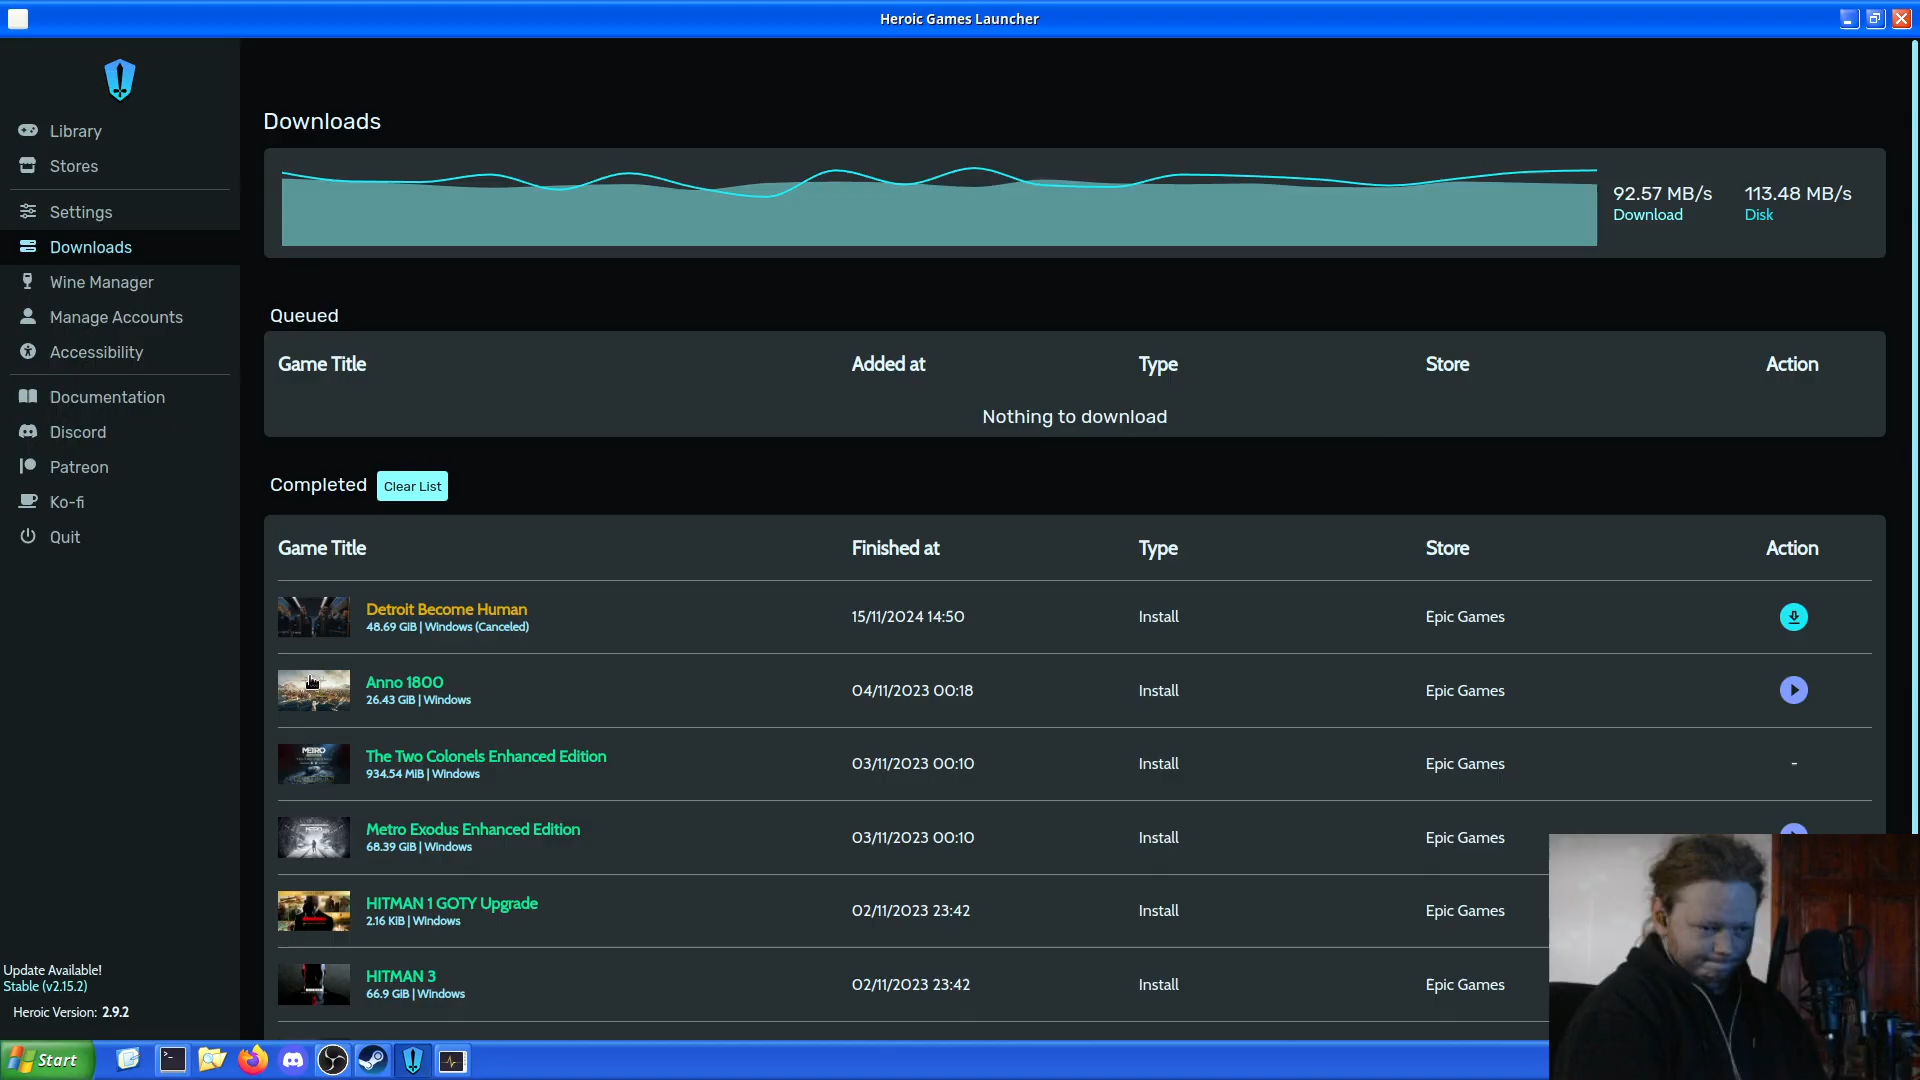 Heroic Games Launcher
Library
Stores
Settings
Downloads
Wine Manager
Manage Accounts
Accessibility
Documentation
Discord
Patreon
Ko-fi
Quit
Update Available!
Stable (v2.15.2)
Heroic Version: 2.9.2
Downloads
92.57 MB/s
Download
113.48 MB/s
Disk
Queued
Game Title Added at Type Store Action
Nothing to download
Completed Clear List
Game Title Finished at Type Store Action
Detroit Become Human
48.69 GiB | Windows (Canceled)
15/11/2024 14:50 Install Epic Games
Anno 1800
26.43 GiB | Windows
04/11/2023 00:18 Install Epic Games
METRO
The Two Colonels Enhanced Edition
934.54 MiB | Windows
03/11/2023 00:10 Install Epic Games -
Metro Exodus Enhanced Edition
68.39 GiB | Windows
03/11/2023 00:10 Install Epic Games
HITMAN 1 GOTY Upgrade
2.16 KiB | Windows
02/11/2023 23:42 Install Epic Games
HITMAN 3
66.9 GiB | Windows
02/11/2023 23:42 Install Epic Games
Start